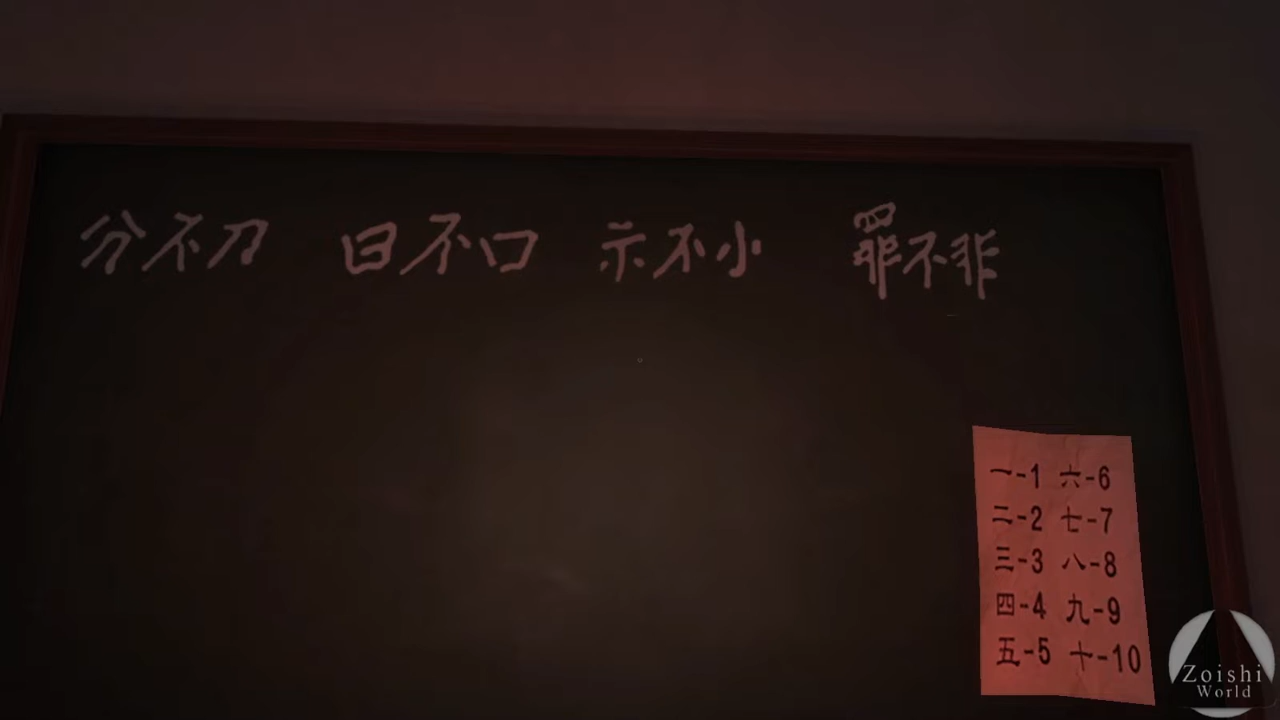 分不刀 日不口 示不小 罪不非
一-1 六-6
二-2 七-7
三-3 八-8
四-4 九-9
五-5 十-10
Zoishi
World